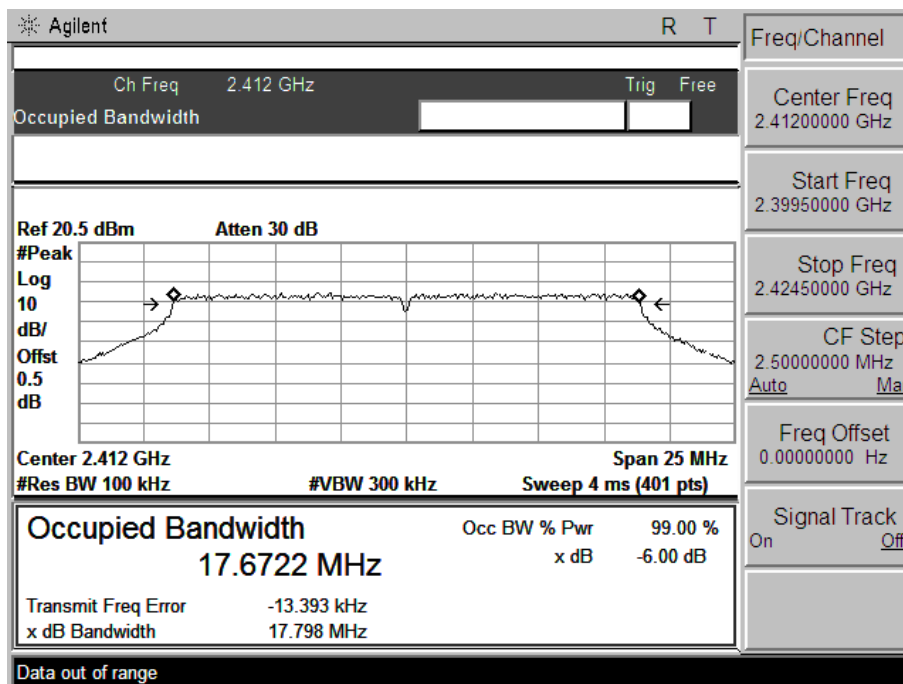 Agilent R T
Ch Freq 2.412 GHz Trig Free
Occupied Bandwidth
Ref 20.5 dBm Atten 30 dB
#Peak
Log
10
dB/
Offst
0.5
dB
Center 2.412 GHz Span 25 MHz
#Res BW 100 kHz #VBW 300 kHz Sweep 4 ms (401 pts)
Occupied Bandwidth
17.6722 MHz
Occ BW % Pwr 99.00 %
x dB -6.00 dB
Transmit Freq Error -13.393 kHz
x dB Bandwidth 17.798 MHz
Data out of range
Freq/Channel
Center Freq
2.41200000 GHz
Start Freq
2.39950000 GHz
Stop Freq
2.42450000 GHz
CF Step
2.50000000 MHz
Auto Ma
Freq Offset
0.00000000 Hz
Signal Track
On Off